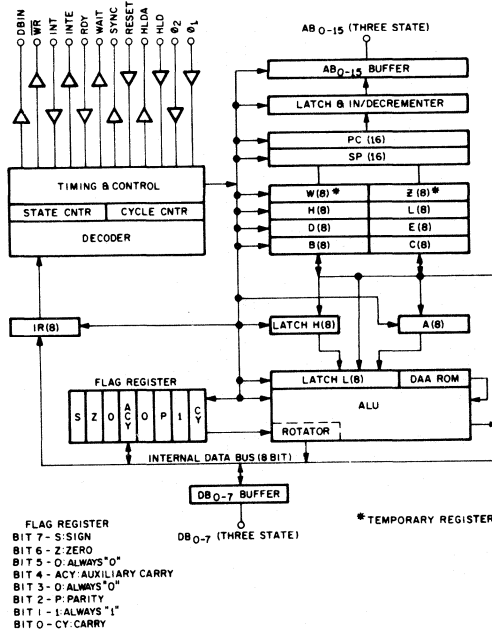 DBIN
WR
INT
INTE
RDY
WAIT
SYNC
RESET
HLDA
HLD
Ø2
Ø1
AB0-15 (THREE STATE)
AB0-15 BUFFER
LATCH & IN/DECREMENTER
PC (16)
SP (16)
TIMING & CONTROL
STATE CNTR
CYCLE CNTR
DECODER
W(8)*
Z(8)*
H(8)
L(8)
D(8)
E(8)
B(8)
C(8)
IR(8)
LATCH H(8)
A(8)
FLAG REGISTER
S
Z
0
ACY
0
P
1
CY
LATCH L(8)
DAA ROM
ALU
ROTATOR
INTERNAL DATA BUS (8 BIT)
DB0-7 BUFFER
DB0-7 (THREE STATE)
*TEMPORARY REGISTER
FLAG REGISTER
BIT 7 - S:SIGN
BIT 6 - Z:ZERO
BIT 5 - 0:ALWAYS "0"
BIT 4 - ACY:AUXILIARY CARRY
BIT 3 - 0:ALWAYS "0"
BIT 2 - P:PARITY
BIT 1 - 1:ALWAYS "1"
BIT 0 - CY:CARRY